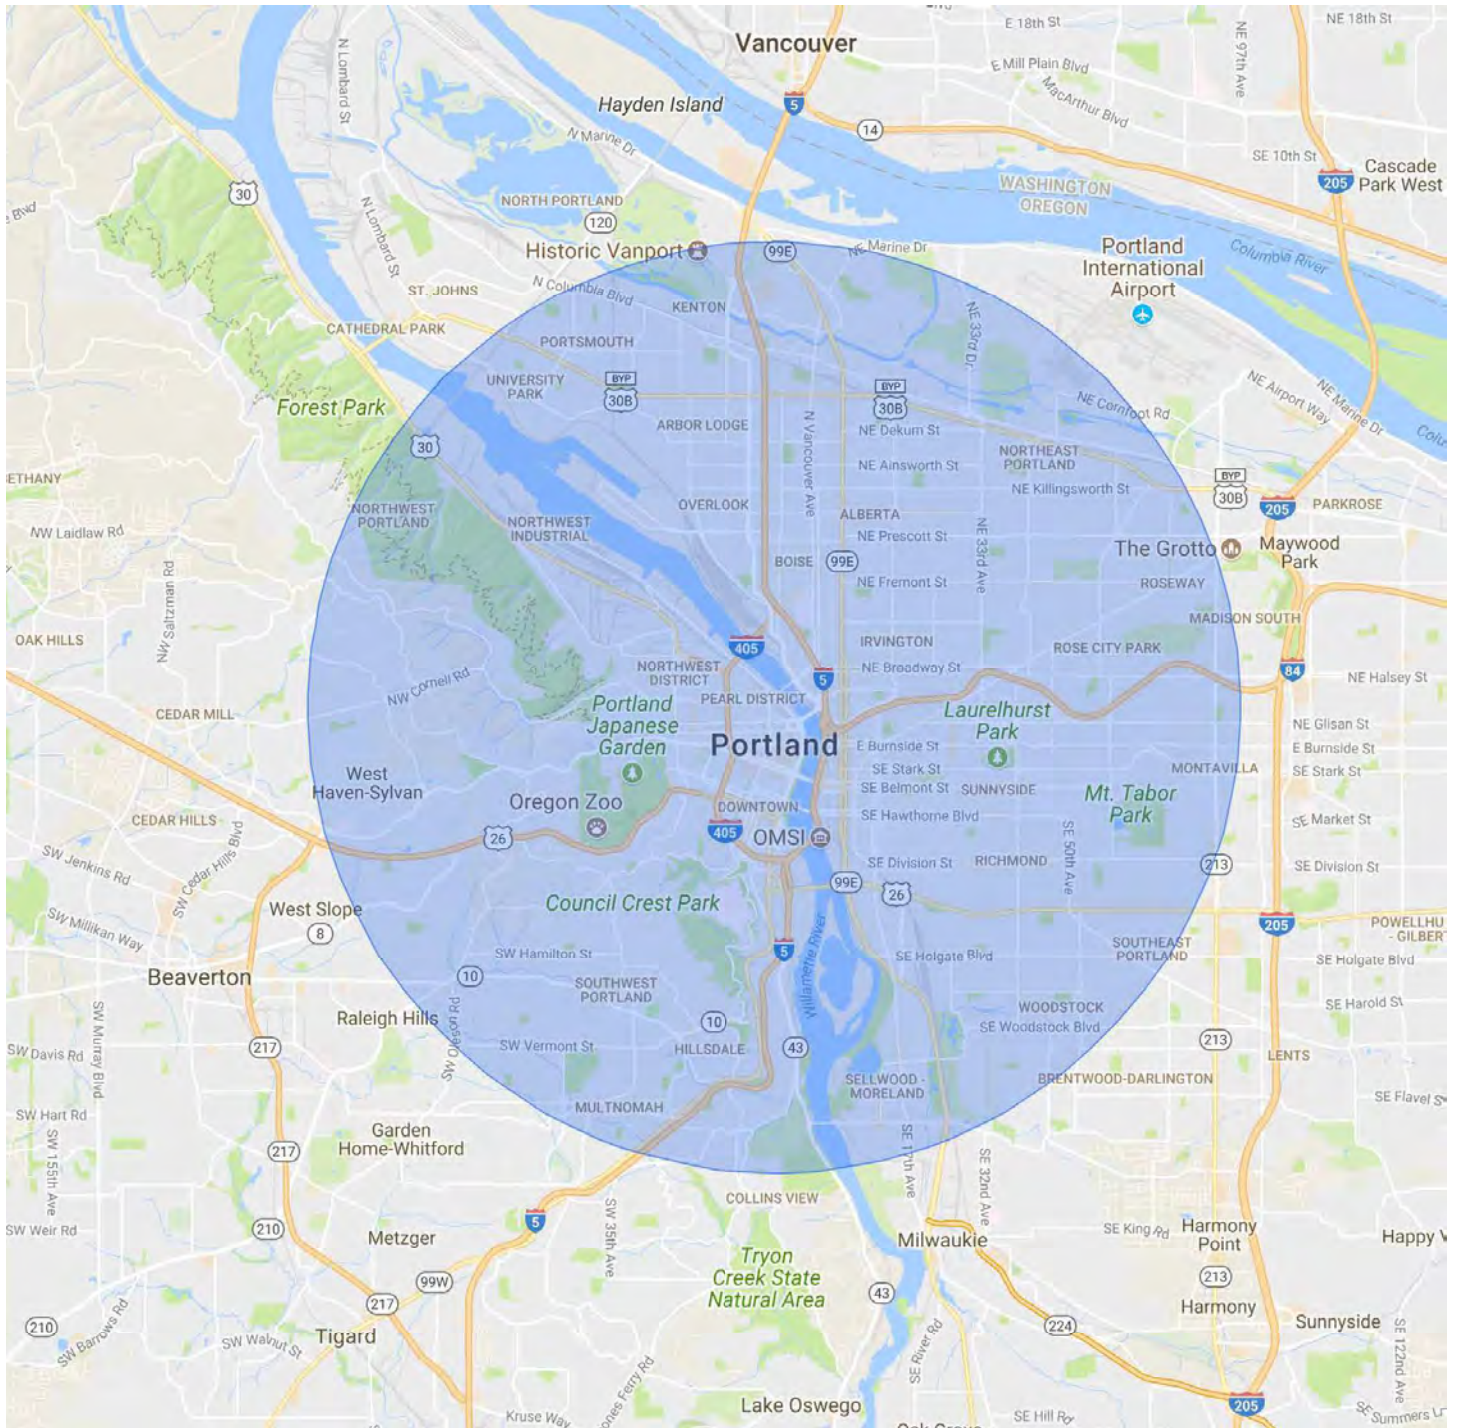 E 18th St
NE 18th St
Vancouver
NE 97th Ave
E Mill Plain Blvd
MacArthur Blvd
N Lombard St
Hayden Island
5
14
N Marine Dr
SE 10th St
Cascade
Park West
205
30
WASHINGTON
OREGON
NORTH PORTLAND
120
N Lombard St
Historic Vanport
99E
NE Marine Dr
Portland
International
Airport
Columbia River
ST. JOHNS
N Columbia Blvd
KENTON
NE 33rd Dr
CATHEDRAL PARK
PORTSMOUTH
UNIVERSITY
PARK
BYP
30B
BYP
30B
NE Cornfoot Rd
NE Airport Way
NE Marine Dr
Forest Park
ARBOR LODGE
N Vancouver Ave
NE Dekum St
30
NORTHEAST
PORTLAND
NE Ainsworth St
ETHANY
NE Killingsworth St
BYP
30B
205
PARKROSE
NORTHWEST
PORTLAND
NORTHWEST
INDUSTRIAL
OVERLOOK
ALBERTA
NW Laidlaw Rd
NE Prescott St
NE 33rd Ave
The Grotto
Maywood
Park
BOISE
99E
NE Fremont St
ROSEWAY
NW Saltzman Rd
MADISON SOUTH
OAK HILLS
405
IRVINGTON
ROSE CITY PARK
NORTHWEST
DISTRICT
NE Broadway St
5
84
NE Halsey St
NW Cornell Rd
PEARL DISTRICT
Portland
Japanese
Garden
Laurelhurst
Park
CEDAR MILL
NE Glisan St
Portland
E Burnside St
E Burnside St
West
Haven-Sylvan
SE Stark St
MONTAVILLA
SE Stark St
SE Belmont St
SUNNYSIDE
Mt. Tabor
Park
Oregon Zoo
DOWNTOWN
CEDAR HILLS
SE Hawthorne Blvd
SE Market St
26
405
OMSI
SW Jenkins Rd
SW Cedar Hills Blvd
SE Division St
RICHMOND
SE 50th Ave
213
SE Division St
99E
26
Council Crest Park
West Slope
8
SW Millikan Way
205
POWELLHU
- GILBER
5
Willamette River
SE Holgate Blvd
SOUTHEAST
PORTLAND
SE Holgate Blvd
SW Hamilton St
Beaverton
10
SOUTHWEST
PORTLAND
WOODSTOCK
SE Harold St
Raleigh Hills
SW Oleson Rd
10
SE Woodstock Blvd
SW Murray Blvd
217
SW Vermont St
HILLSDALE
43
213
LENTS
SW Davis Rd
SELLWOOD -
MORELAND
BRENTWOOD-DARLINGTON
SW Hart Rd
MULTNOMAH
SE Flavel S
Garden
Home-Whitford
SW 155th Ave
217
SE 17th Ave
SE 32nd Ave
COLLINS VIEW
SW 35th Ave
5
SW Weir Rd
210
Metzger
Milwaukie
SE King Rd
Harmony
Point
Happy V
Tryon
Creek State
Natural Area
99W
213
217
43
Harmony
210
SW Barrows Rd
SW Walnut St
Tigard
SE River Rd
224
Sunnyside
SE 122nd Ave
ones Ferry Rd
Kruse Way
Lake Oswego
205
SE Hill Rd
SE Summers